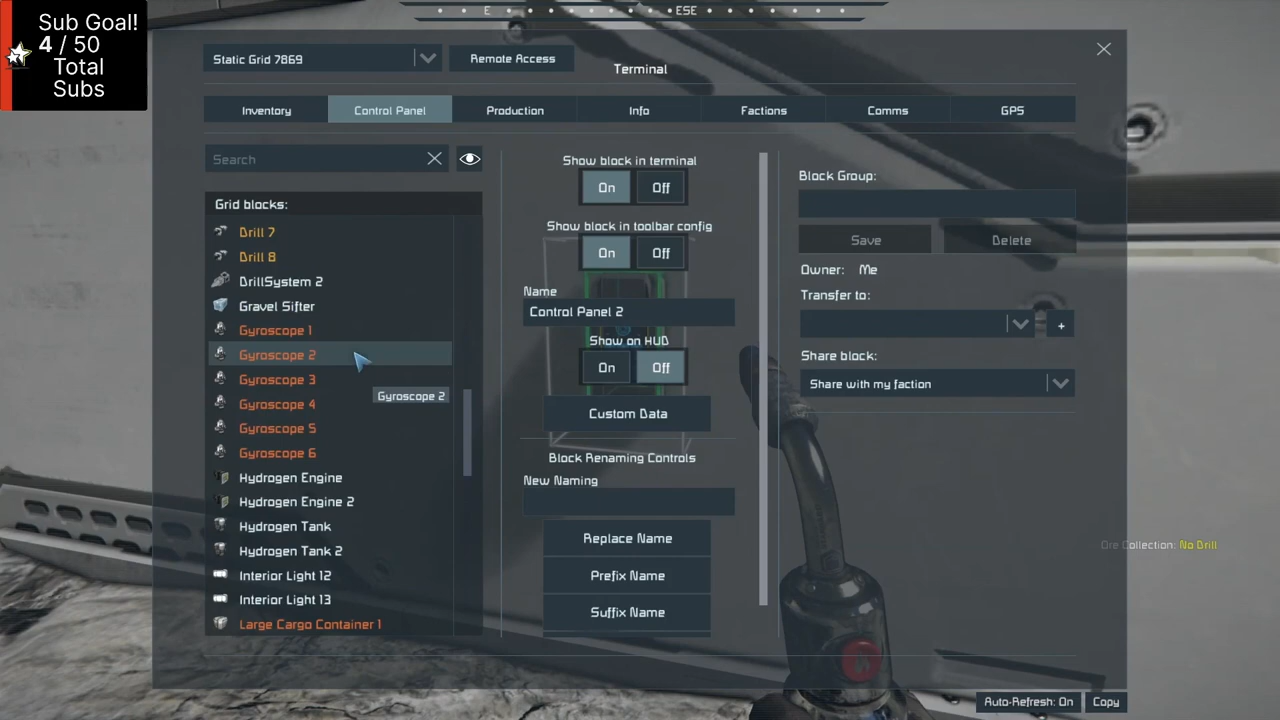 Sub Goal!
4 / 50
Total
Subs
E
ESE
Static Grid 7869
Remote Access
Terminal
Inventory
Control Panel
Production
Info
Factions
Comms
GPS
Search
Grid blocks:
Drill 7
Drill 8
DrillSystem 2
Gravel Sifter
Gyroscope 1
Gyroscope 2
Gyroscope 3
Gyroscope 2
Gyroscope 4
Gyroscope 5
Gyroscope 6
Hydrogen Engine
Hydrogen Engine 2
Hydrogen Tank
Hydrogen Tank 2
Interior Light 12
Interior Light 13
Large Cargo Container 1
Show block in terminal
On Off
Show block in toolbar config
On Off
Name
Control Panel 2
Show on HUD
On Off
Custom Data
Block Renaming Controls
New Naming
Replace Name
Prefix Name
Suffix Name
Block Group:
Save Delete
Owner: Me
Transfer to:
+
Share block:
Share with my faction
Ore Collection: No Drill
Auto-Refresh: On Copy